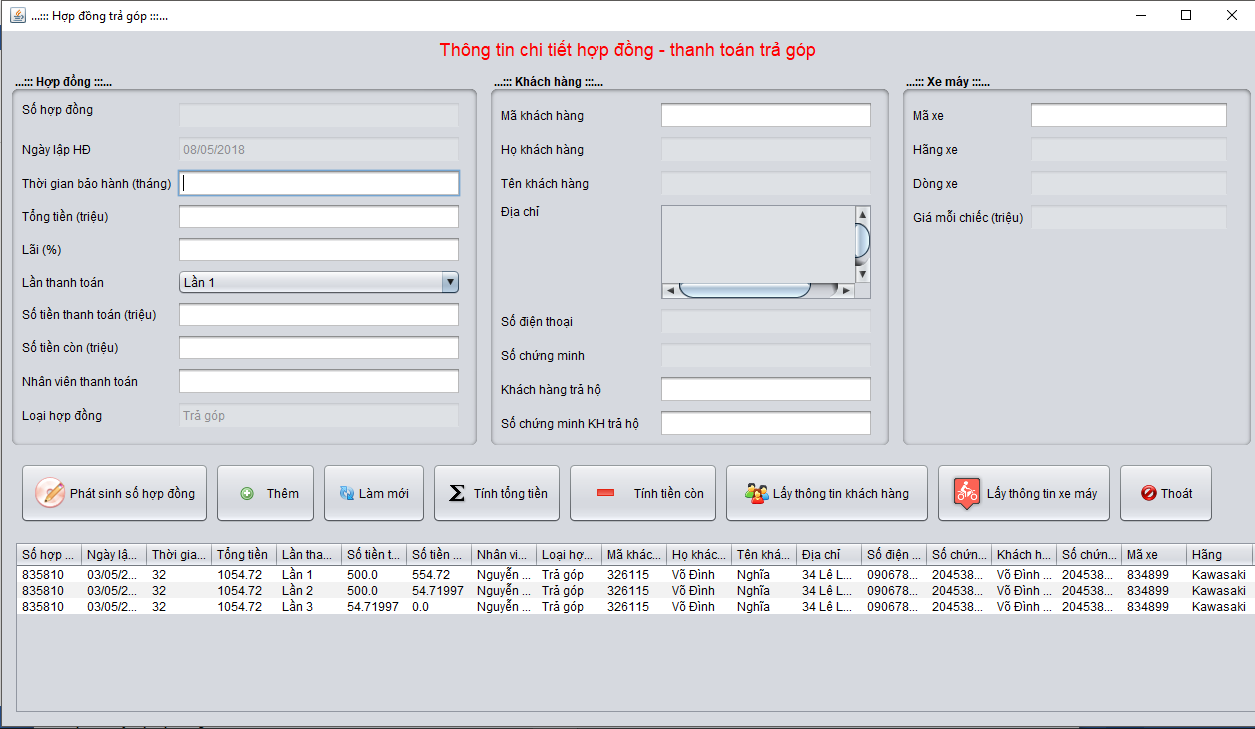 ...::: Hợp đồng trả góp :::...
Thông tin chi tiết hợp đồng - thanh toán trả góp
...::: Hợp đồng :::...
Số hợp đồng
Ngày lập HĐ 08/05/2018
Thời gian bảo hành (tháng)
Tổng tiền (triệu)
Lãi (%)
Lần thanh toán Lần 1
Số tiền thanh toán (triệu)
Số tiền còn (triệu)
Nhân viên thanh toán
Loại hợp đồng Trả góp
...::: Khách hàng :::...
Mã khách hàng
Họ khách hàng
Tên khách hàng
Địa chỉ
Số điện thoại
Số chứng minh
Khách hàng trả hộ
Số chứng minh KH trả hộ
...::: Xe máy :::...
Mã xe
Hãng xe
Dòng xe
Giá mỗi chiếc (triệu)
Phát sinh số hợp đồng Thêm Làm mới Tính tổng tiền Tính tiền còn Lấy thông tin khách hàng Lấy thông tin xe máy Thoát
Số hợp ... Ngày lậ... Thời gia... Tổng tiền Lần tha... Số tiền t... Số tiền ... Nhân vi... Loại hợ... Mã khác... Họ khác... Tên khá... Địa chỉ Số điện ... Số chứn... Khách h... Số chứn... Mã xe Hãng
835810 03/05/2... 32 1054.72 Lần 1 500.0 554.72 Nguyễn ... Trả góp 326115 Võ Đình Nghĩa 34 Lê L... 090678... 204538... Võ Đình ... 204538... 834899 Kawasaki
835810 03/05/2... 32 1054.72 Lần 2 500.0 54.71997 Nguyễn ... Trả góp 326115 Võ Đình Nghĩa 34 Lê L... 090678... 204538... Võ Đình ... 204538... 834899 Kawasaki
835810 03/05/2... 32 1054.72 Lần 3 54.71997 0.0 Nguyễn ... Trả góp 326115 Võ Đình Nghĩa 34 Lê L... 090678... 204538... Võ Đình ... 204538... 834899 Kawasaki